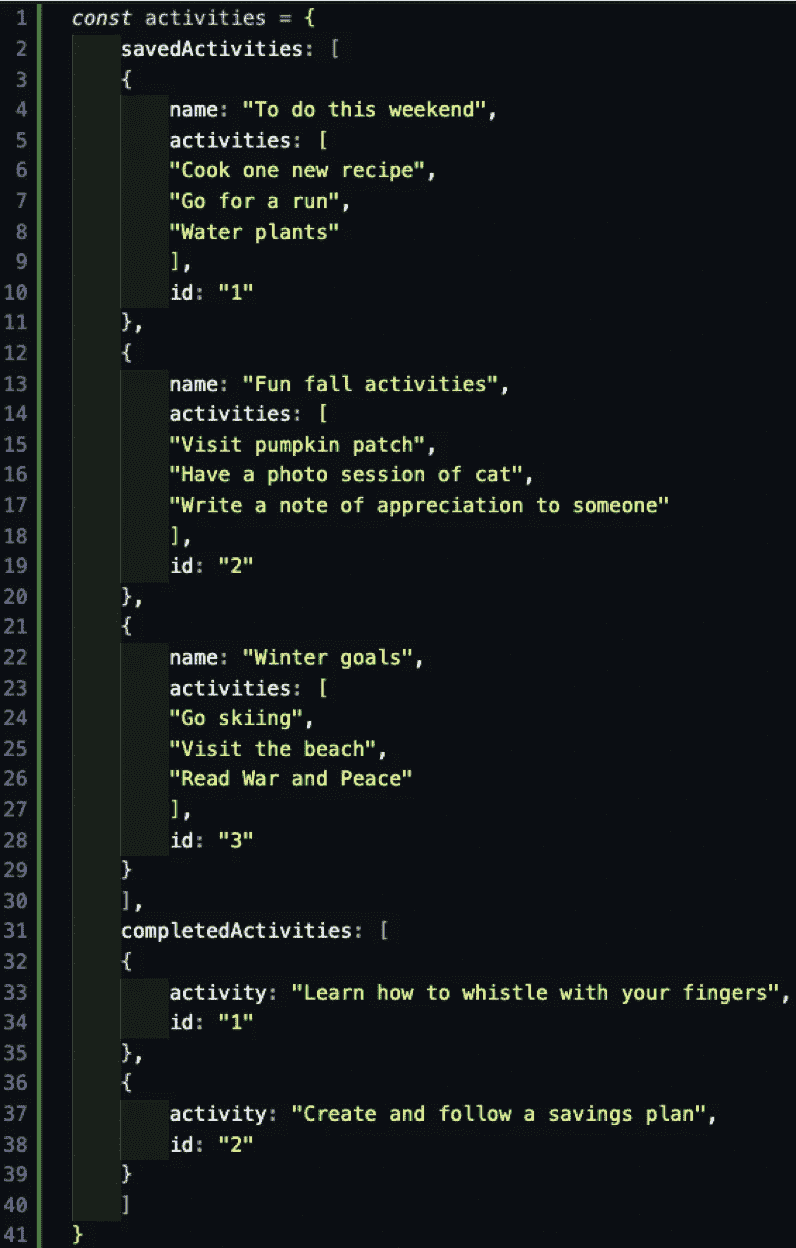 1 const activities = {
2 savedActivities: [
3 {
4 name: "To do this weekend",
5 activities: [
6 "Cook one new recipe",
7 "Go for a run",
8 "Water plants"
9 ],
10 id: "1"
11 },
12 {
13 name: "Fun fall activities",
14 activities: [
15 "Visit pumpkin patch",
16 "Have a photo session of cat",
17 "Write a note of appreciation to someone"
18 ],
19 id: "2"
20 },
21 {
22 name: "Winter goals",
23 activities: [
24 "Go skiing",
25 "Visit the beach",
26 "Read War and Peace"
27 ],
28 id: "3"
29 }
30 ],
31 completedActivities: [
32 {
33 activity: "Learn how to whistle with your fingers",
34 id: "1"
35 },
36 {
37 activity: "Create and follow a savings plan",
38 id: "2"
39 }
40 ]
41 }